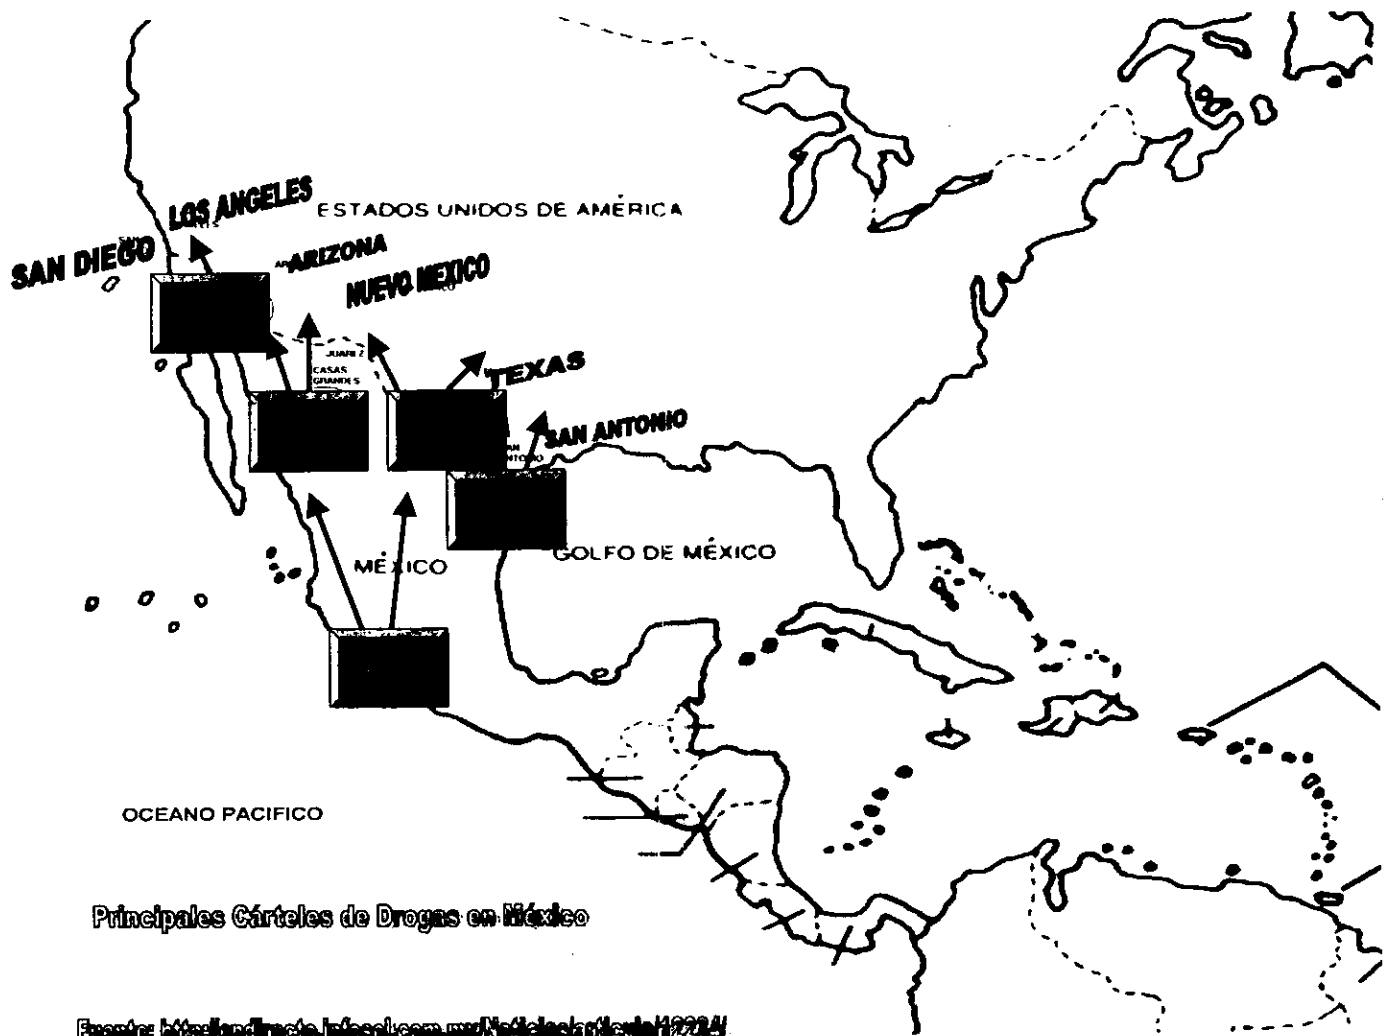 LOS ANGELES
ESTADOS UNIDOS DE AMÉRICA
SAN DIEGO
ARIZONA
NUEVO MEXICO
JUAREZ
CASAS
GRANDES
TEXAS
SAN ANTONIO
GOLFO DE MÉXICO
MÉXICO
OCEANO PACIFICO
Principales Cárteles de Drogas en México
Fuente: